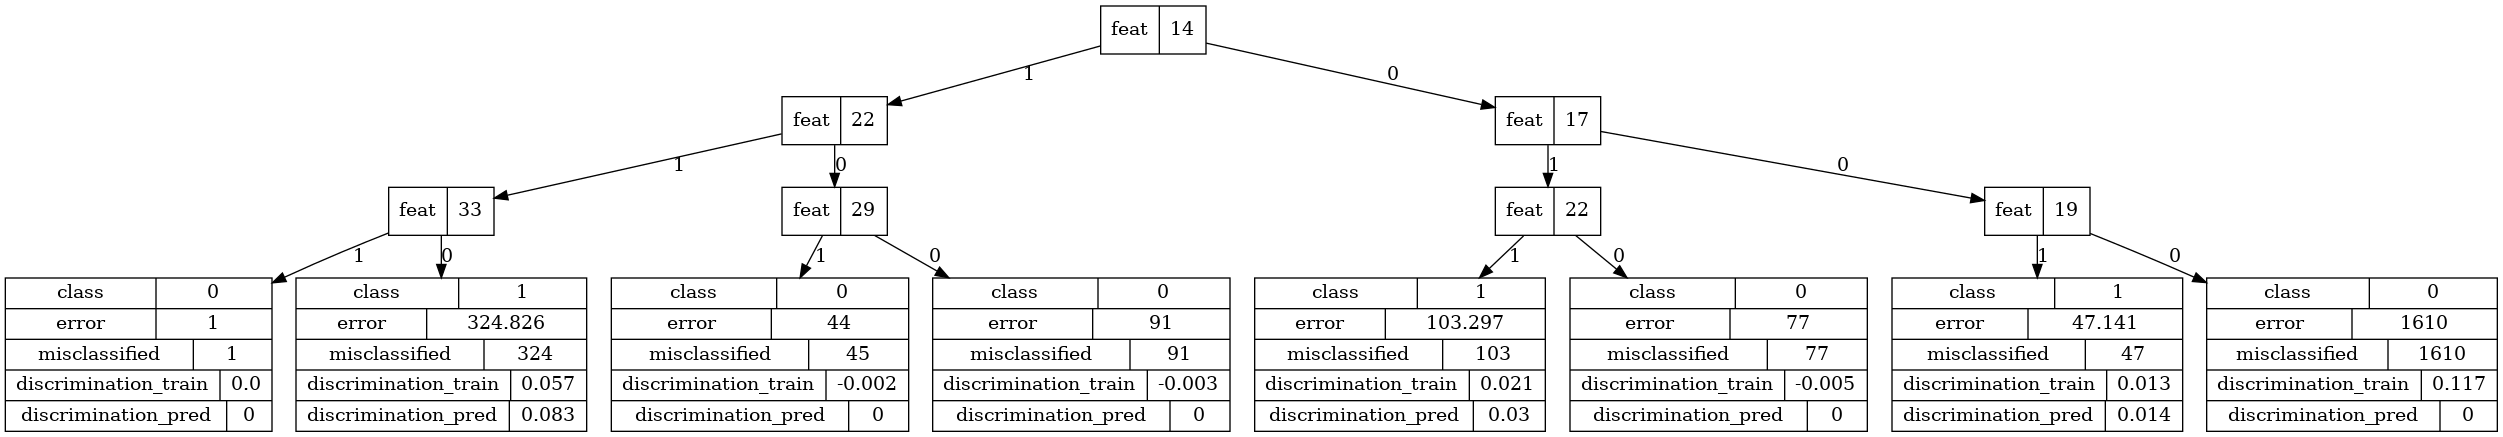 feat 14
1 0
feat 22 feat 17
1 0 1 0
feat 33 feat 29 feat 22 feat 19
1 0 1 0 1 0 1 0
class 0 class 1 class 0 class 0 class 1 class 0 class 1 class 0
error 1 error 324.826 error 44 error 91 error 103.297 error 77 error 47.141 error 1610
misclassified 1 misclassified 324 misclassified 45 misclassified 91 misclassified 103 misclassified 77 misclassified 47 misclassified 1610
discrimination_train 0.0 discrimination_train 0.057 discrimination_train -0.002 discrimination_train -0.003 discrimination_train 0.021 discrimination_train -0.005 discrimination_train 0.013 discrimination_train 0.117
discrimination_pred 0 discrimination_pred 0.083 discrimination_pred 0 discrimination_pred 0 discrimination_pred 0.03 discrimination_pred 0 discrimination_pred 0.014 discrimination_pred 0